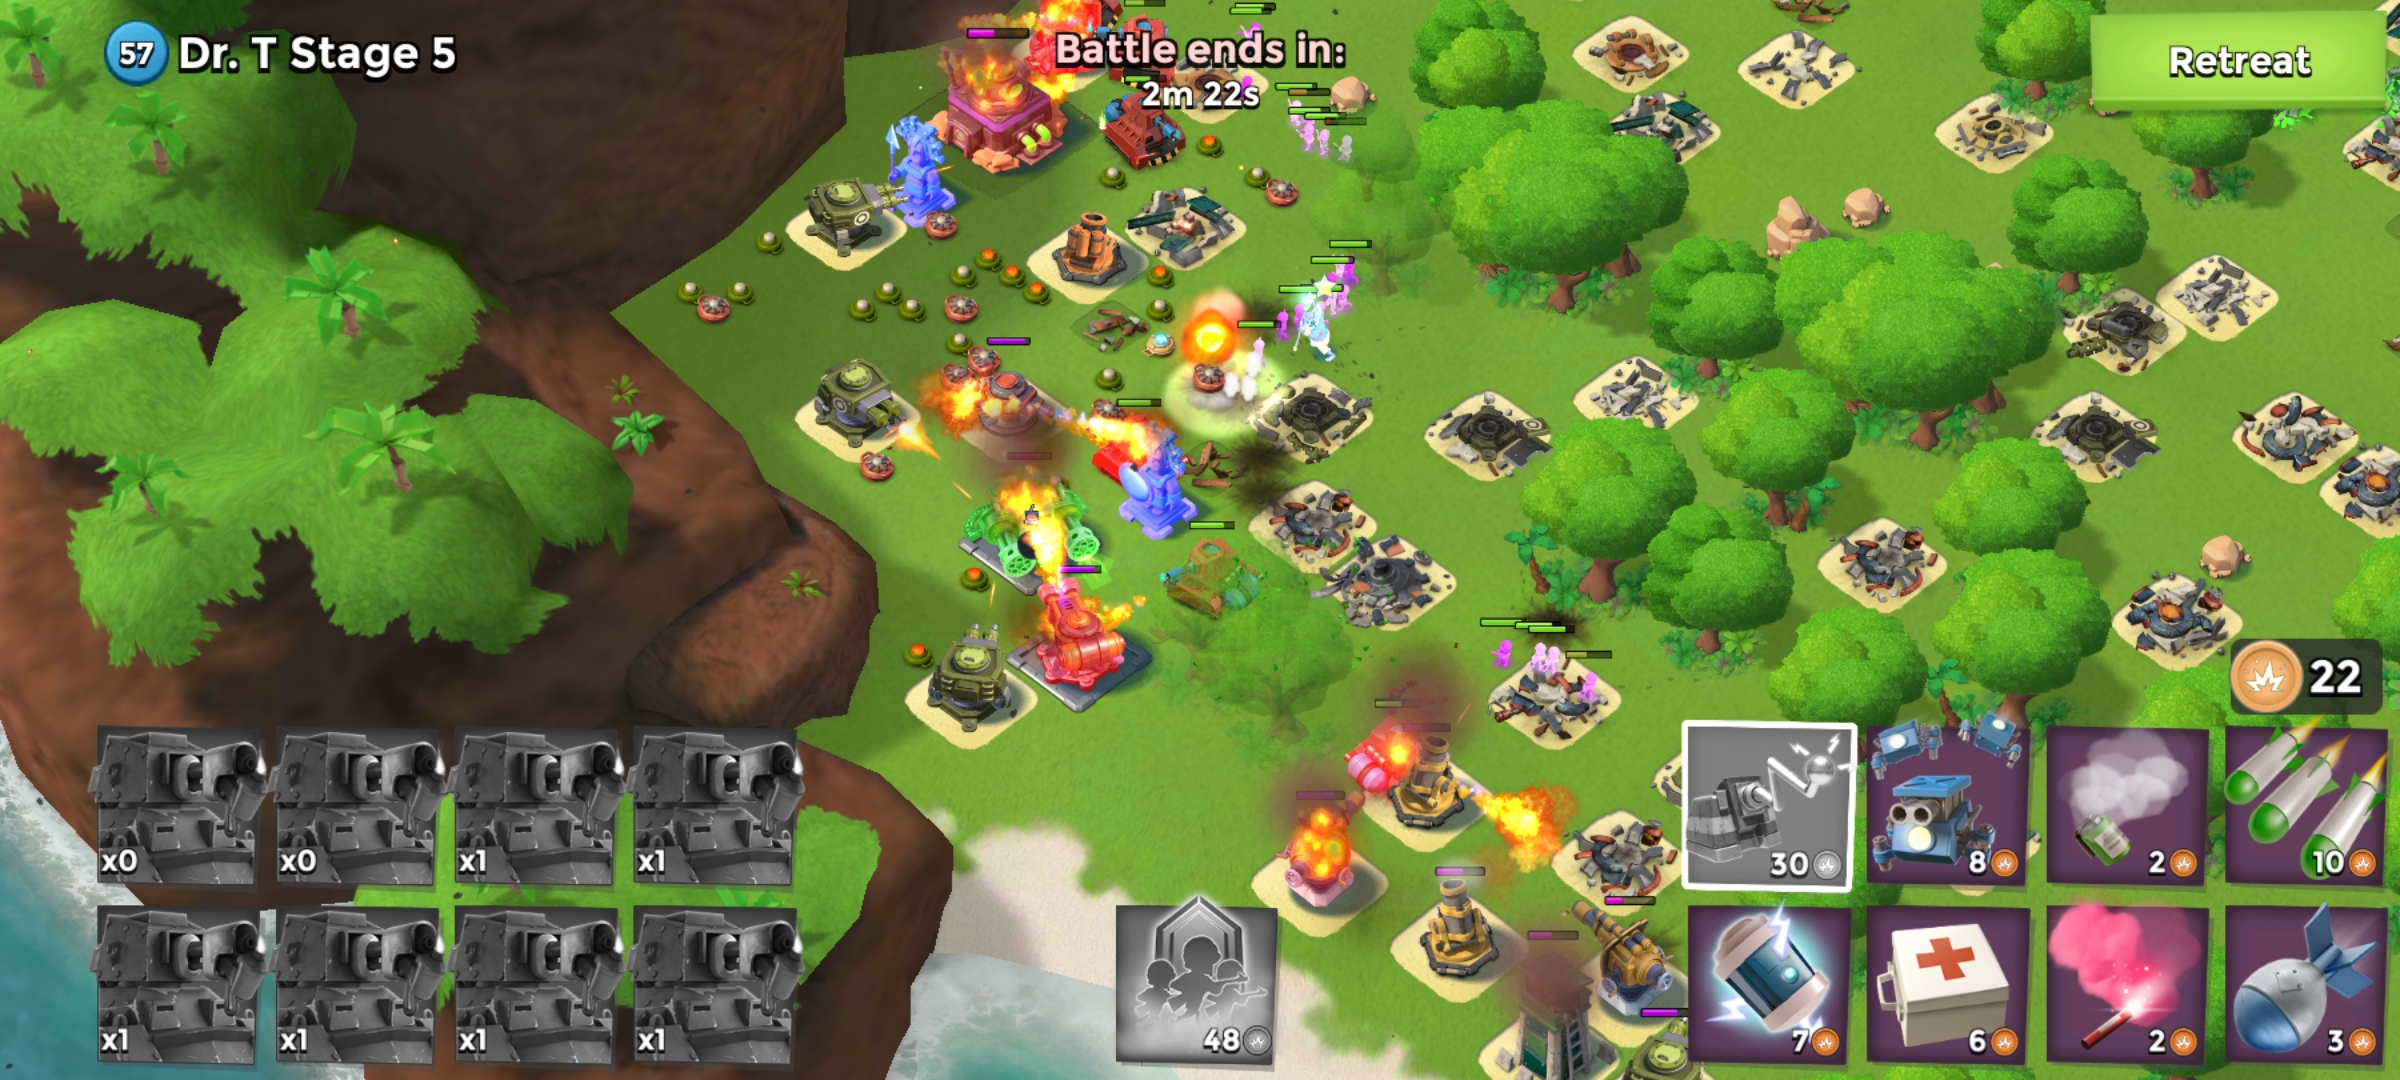 57 Dr. T Stage 5
Battle ends in:
2m 22s
Retreat
22
x0 x0 x1 x1
30 8 2 10
x1 x1 x1 x1
48 7 6 2 3